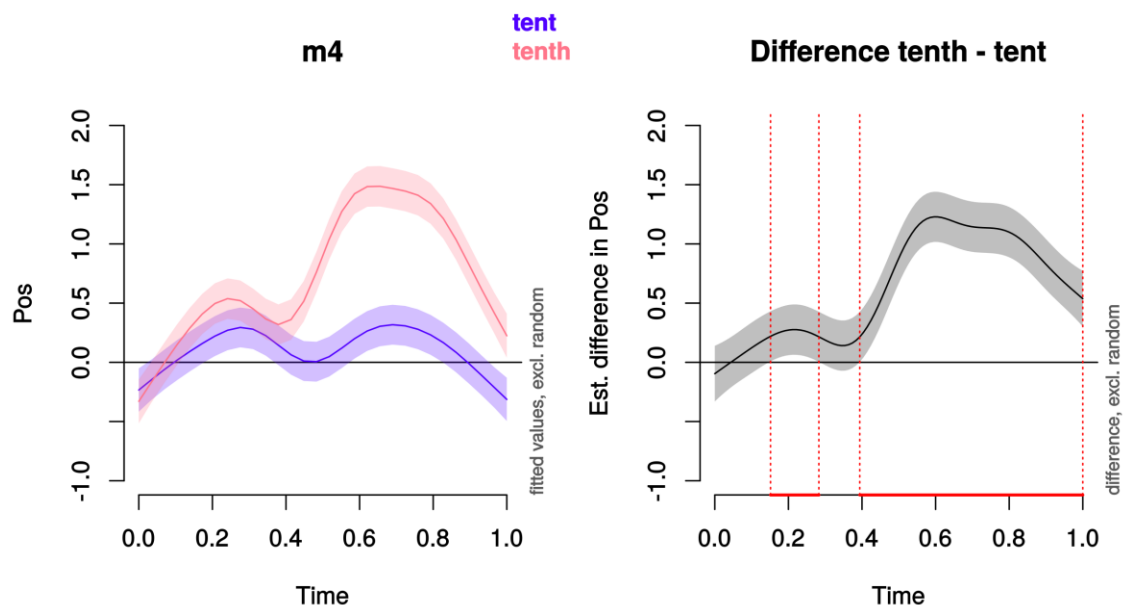 tent
tenth
m4
Pos
2.0
1.5
1.0
0.5
0.0
-1.0
0.0 0.2 0.4 0.6 0.8 1.0
Time
fitted values, excl. random
Difference tenth - tent
Est. difference in Pos
2.0
1.5
1.0
0.5
0.0
-1.0
0.0 0.2 0.4 0.6 0.8 1.0
Time
difference, excl. random